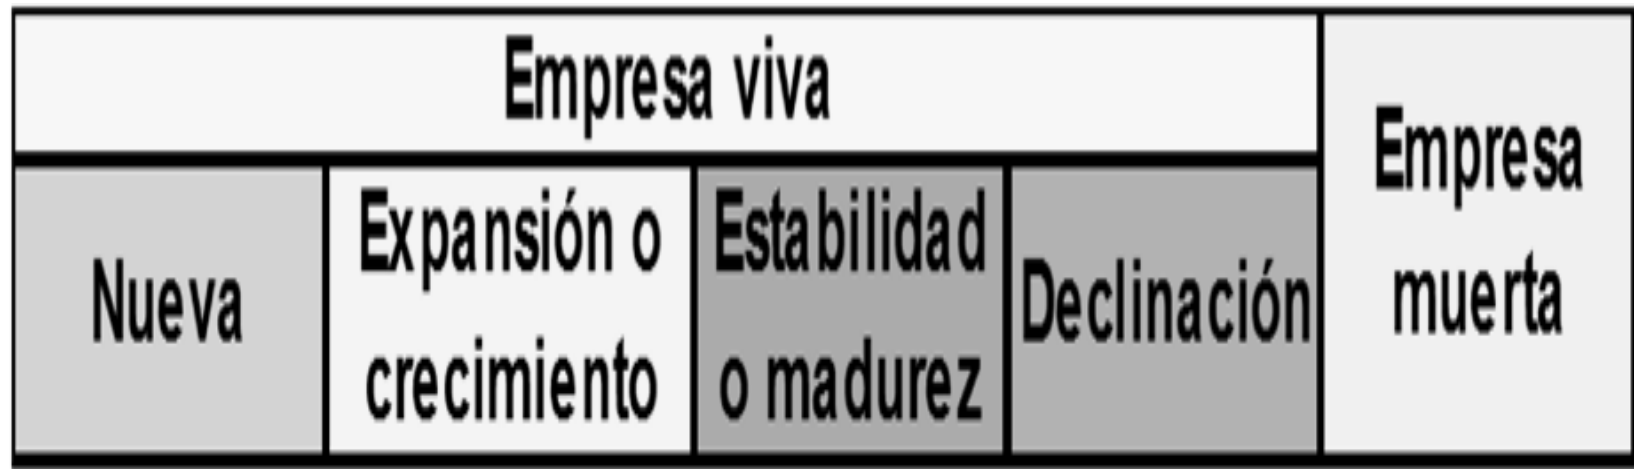 Empresa viva
Nueva
Expansión o
crecimiento
Estabilidad
o madurez
Declinación
Empresa
muerta